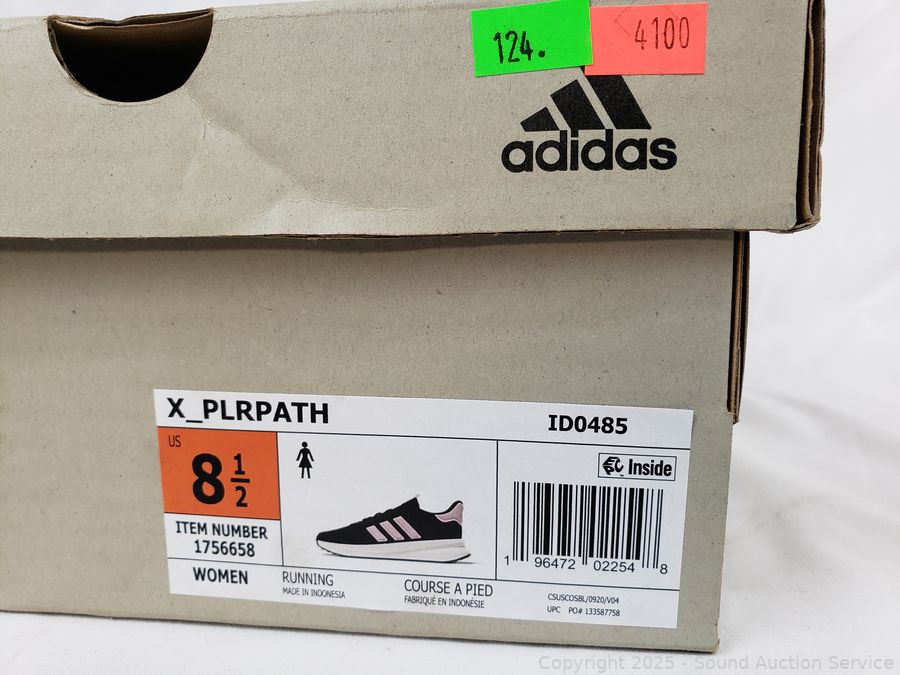 124.
4100
adidas
X_PLRPATH
ID0485
US
8 1/2
Inside
ITEM NUMBER
1756658
WOMEN
RUNNING
MADE IN INDONESIA
COURSE A PIED
FABRIQUÉ EN INDONÉSIE
1 96472 02254 8
CSUSCOSBL/0920/V04
UPC PO# 133587758
Copyright 2025 - Sound Auction Service